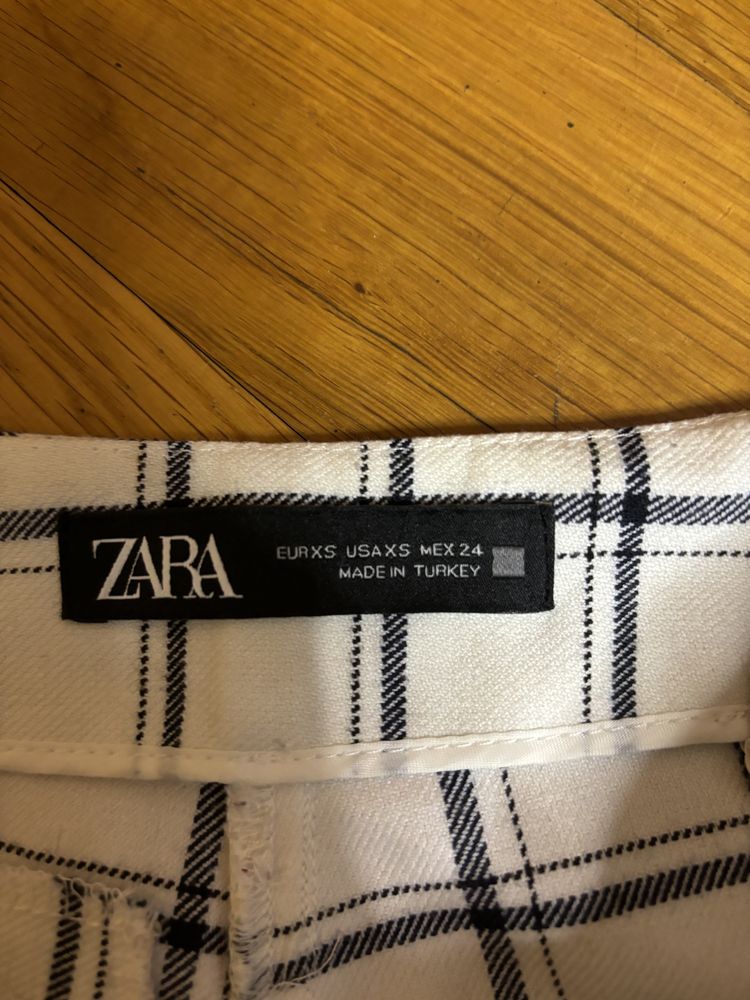 ZARA
EUR XS USA XS MEX 24
MADE IN TURKEY